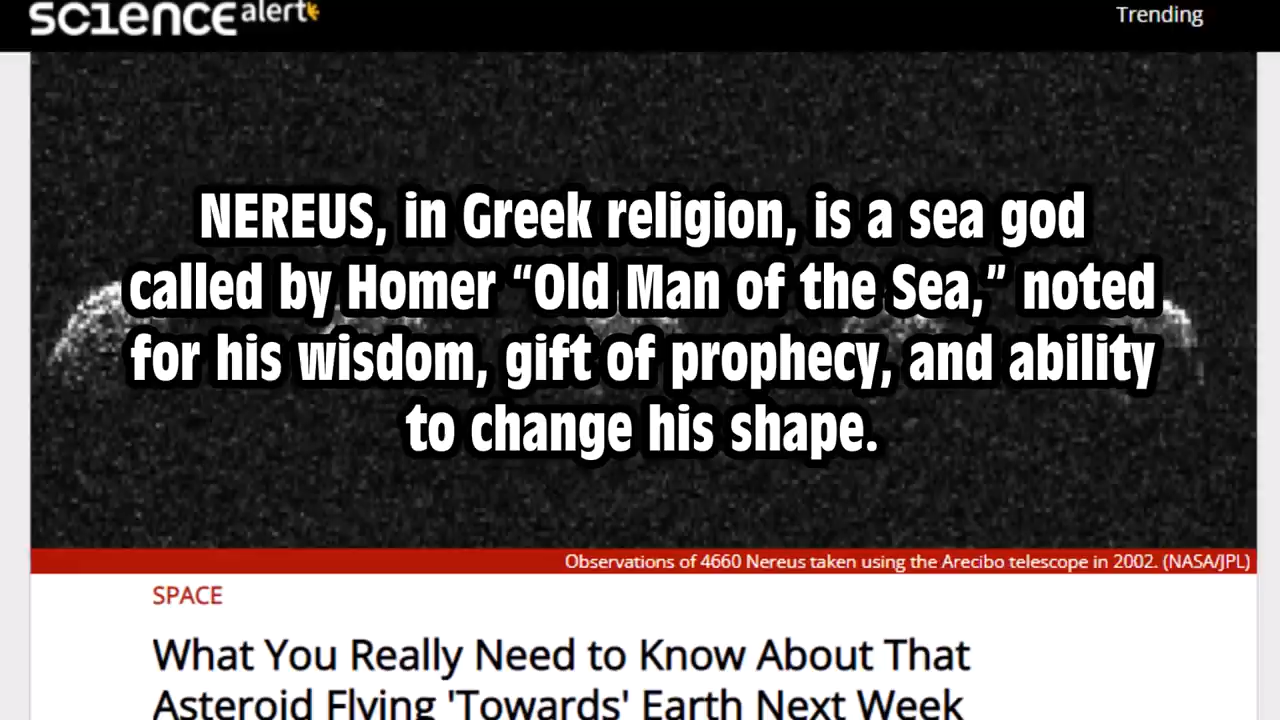 sciencealert
Trending
NEREUS, in Greek religion, is a sea god
called by Homer “Old Man of the Sea,” noted
for his wisdom, gift of prophecy, and ability
to change his shape.
Observations of 4660 Nereus taken using the Arecibo telescope in 2002. (NASA/JPL)
SPACE
What You Really Need to Know About That
Asteroid Flying 'Towards' Earth Next Week